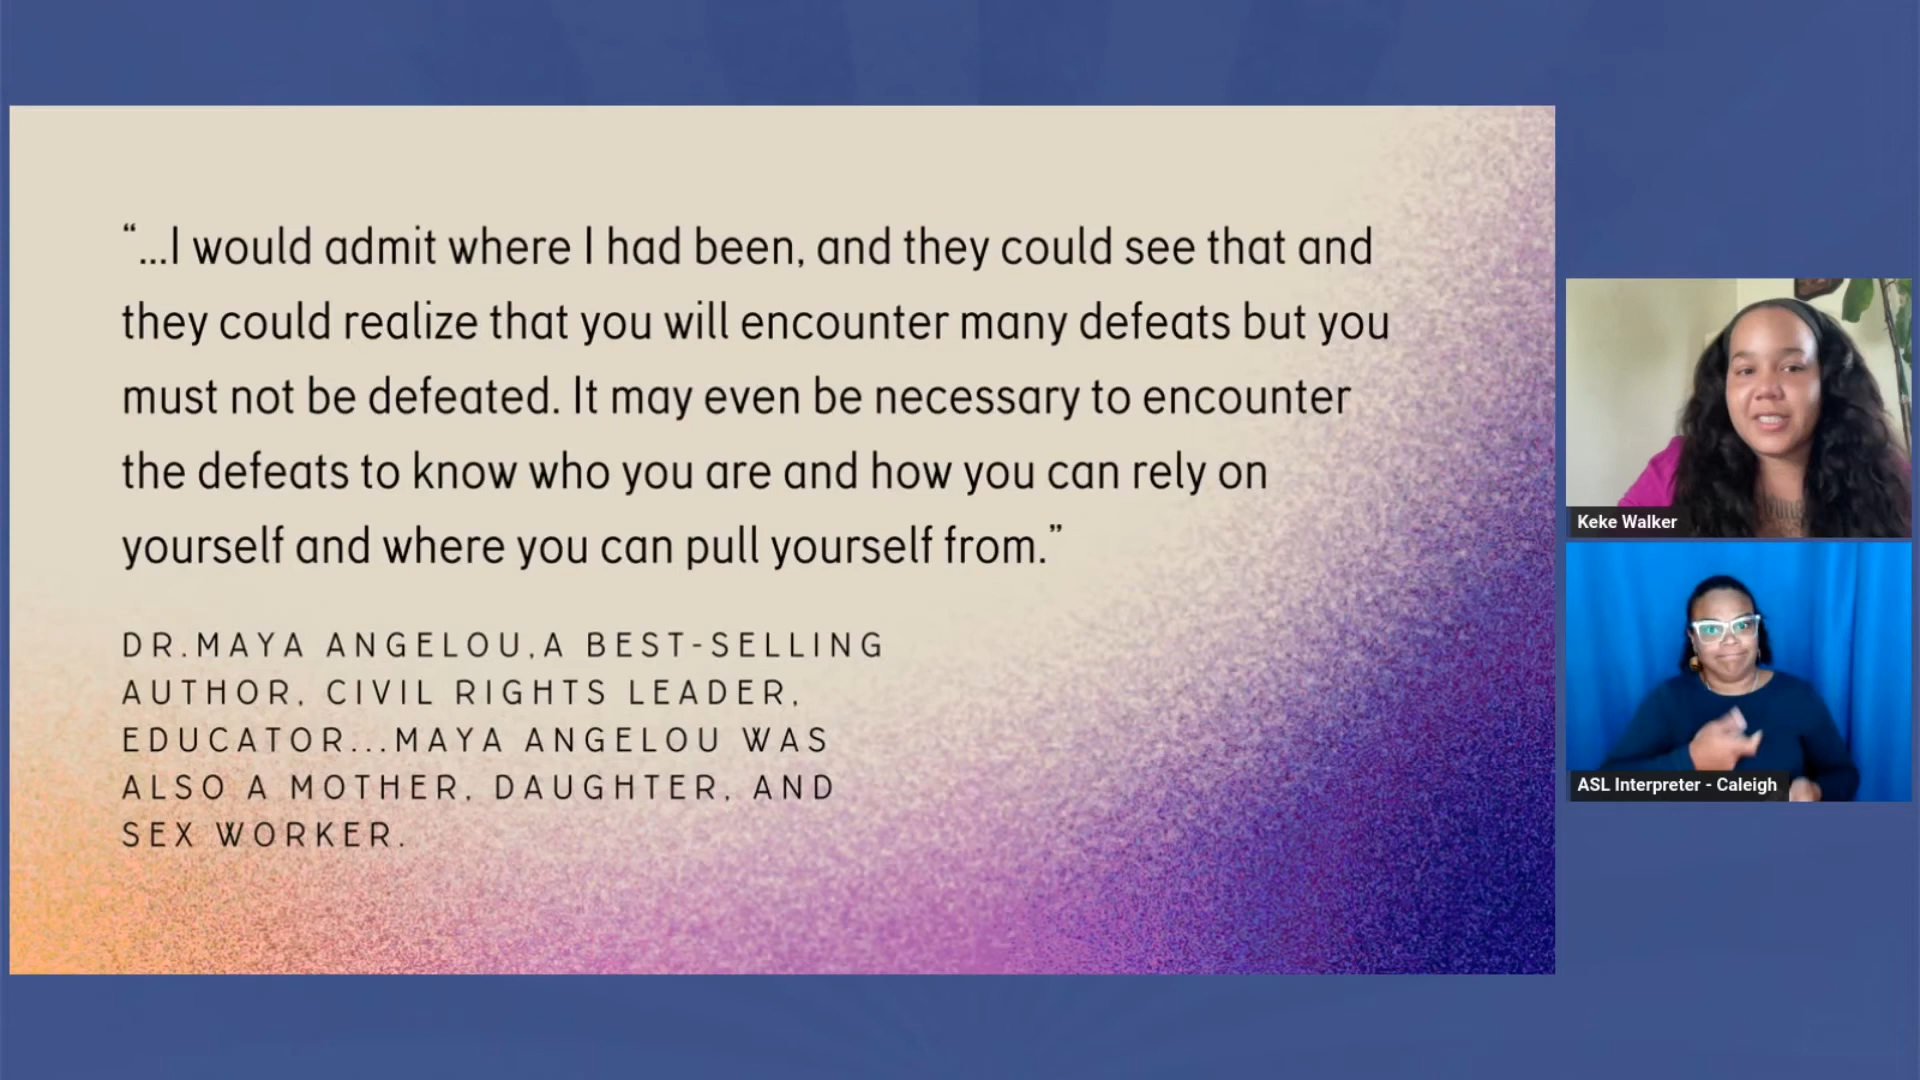 “...I would admit where I had been, and they could see that and
they could realize that you will encounter many defeats but you
must not be defeated. It may even be necessary to encounter
the defeats to know who you are and how you can rely on
yourself and where you can pull yourself from.”
DR.MAYA ANGELOU,A BEST-SELLING
AUTHOR, CIVIL RIGHTS LEADER,
EDUCATOR...MAYA ANGELOU WAS
ALSO A MOTHER, DAUGHTER, AND
SEX WORKER.
Keke Walker
ASL Interpreter - Caleigh